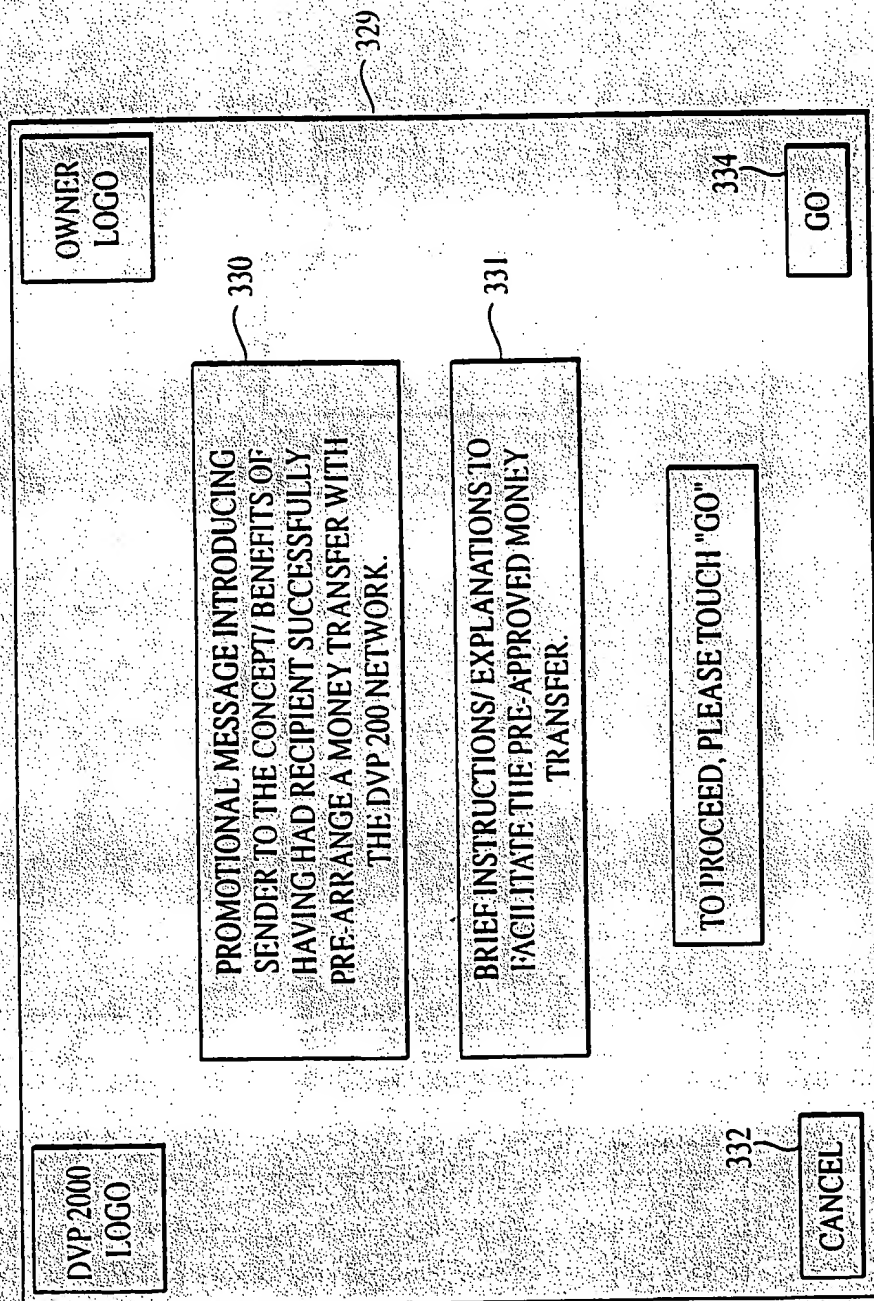 DVP 2000
LOGO
OWNER
LOGO
329
PROMOTIONAL MESSAGE INTRODUCING
SENDER TO THE CONCEPT/ BENEFITS OF
HAVING HAD RECIPIENT SUCCESSFULLY
PRE-ARRANGE A MONEY TRANSFER WITH
THE DVP 200 NETWORK.
330
BRIEF INSTRUCTIONS/ EXPLANATIONS TO
FACILITATE THE PRE-APPROVED MONEY
TRANSFER.
331
TO PROCEED, PLEASE TOUCH "GO"
332
CANCEL
334
GO